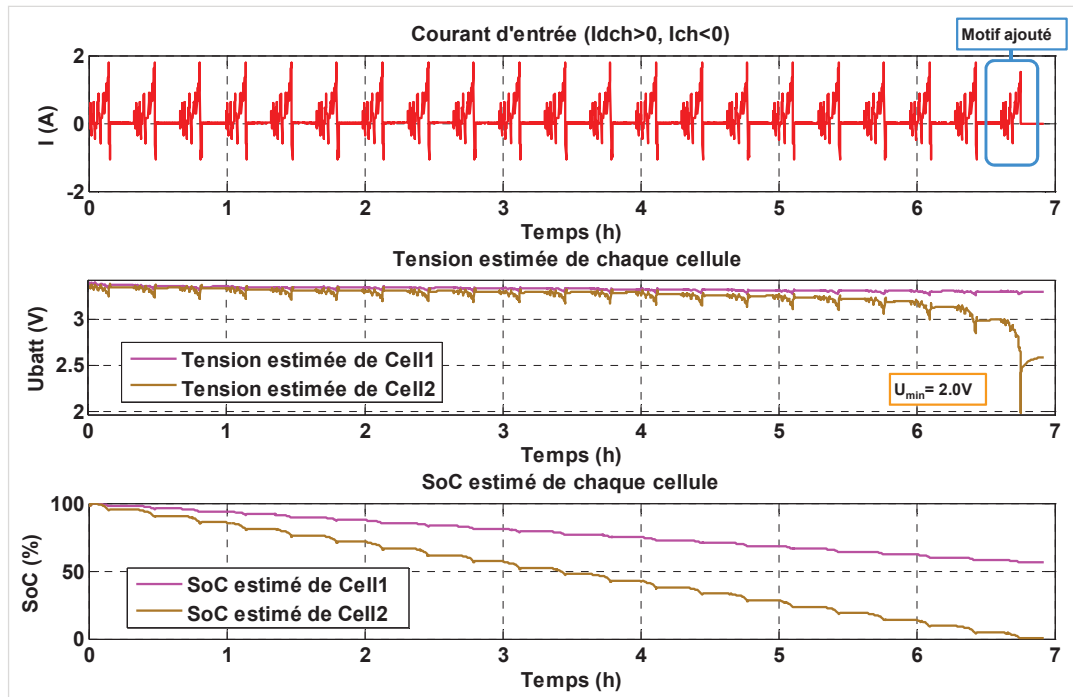 Courant d'entrée (Idch>0, Ich<0)
Motif ajouté
I (A)
2
0
-2
0 1 2 3 4 5 6 7
Temps (h)
Tension estimée de chaque cellule
Ubatt (V)
3
2.5
2
Tension estimée de Cell1
Tension estimée de Cell2
Umin= 2.0V
0 1 2 3 4 5 6 7
Temps (h)
SoC estimé de chaque cellule
SoC (%)
100
50
0
SoC estimé de Cell1
SoC estimé de Cell2
0 1 2 3 4 5 6 7
Temps (h)